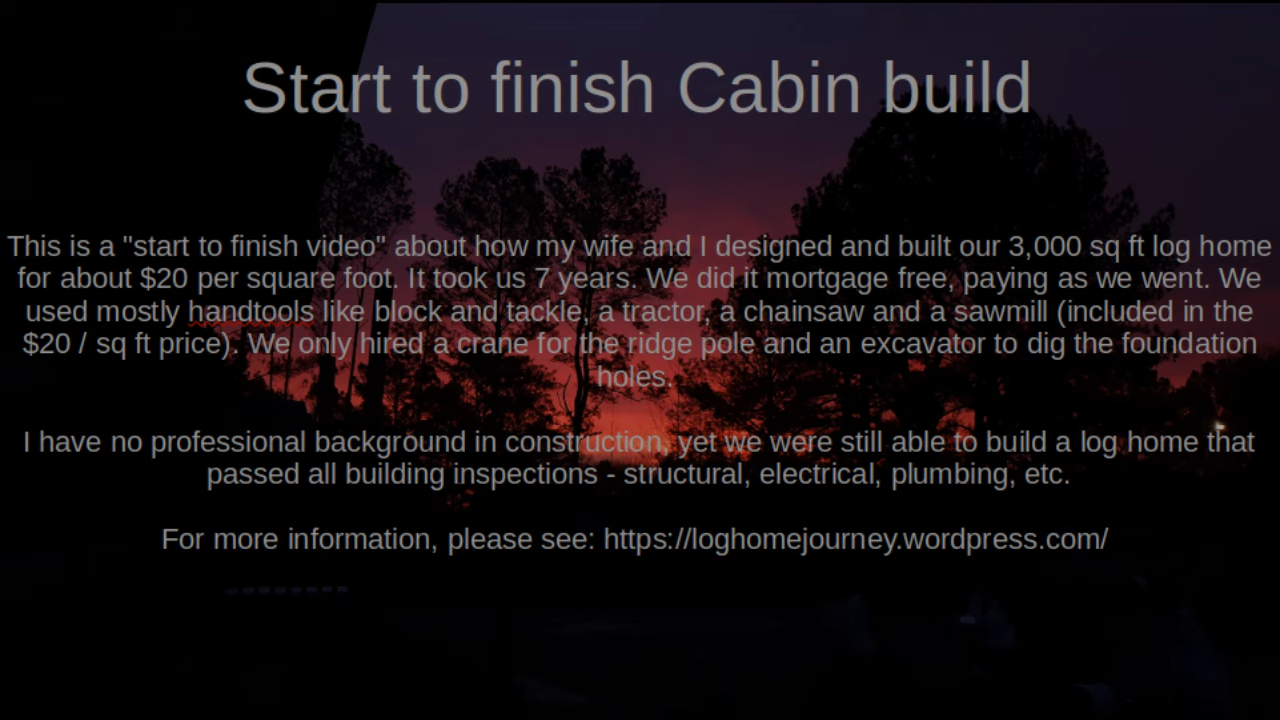 Start to finish Cabin build
This is a "start to finish video" about how my wife and I designed and built our 3,000 sq ft log home
for about $20 per square foot. It took us 7 years. We did it mortgage free, paying as we went. We
used mostly handtools like block and tackle, a tractor, a chainsaw and a sawmill (included in the
$20 / sq ft price). We only hired a crane for the ridge pole and an excavator to dig the foundation
holes.
I have no professional background in construction, yet we were still able to build a log home that
passed all building inspections - structural, electrical, plumbing, etc.
For more information, please see: https://loghomejourney.wordpress.com/